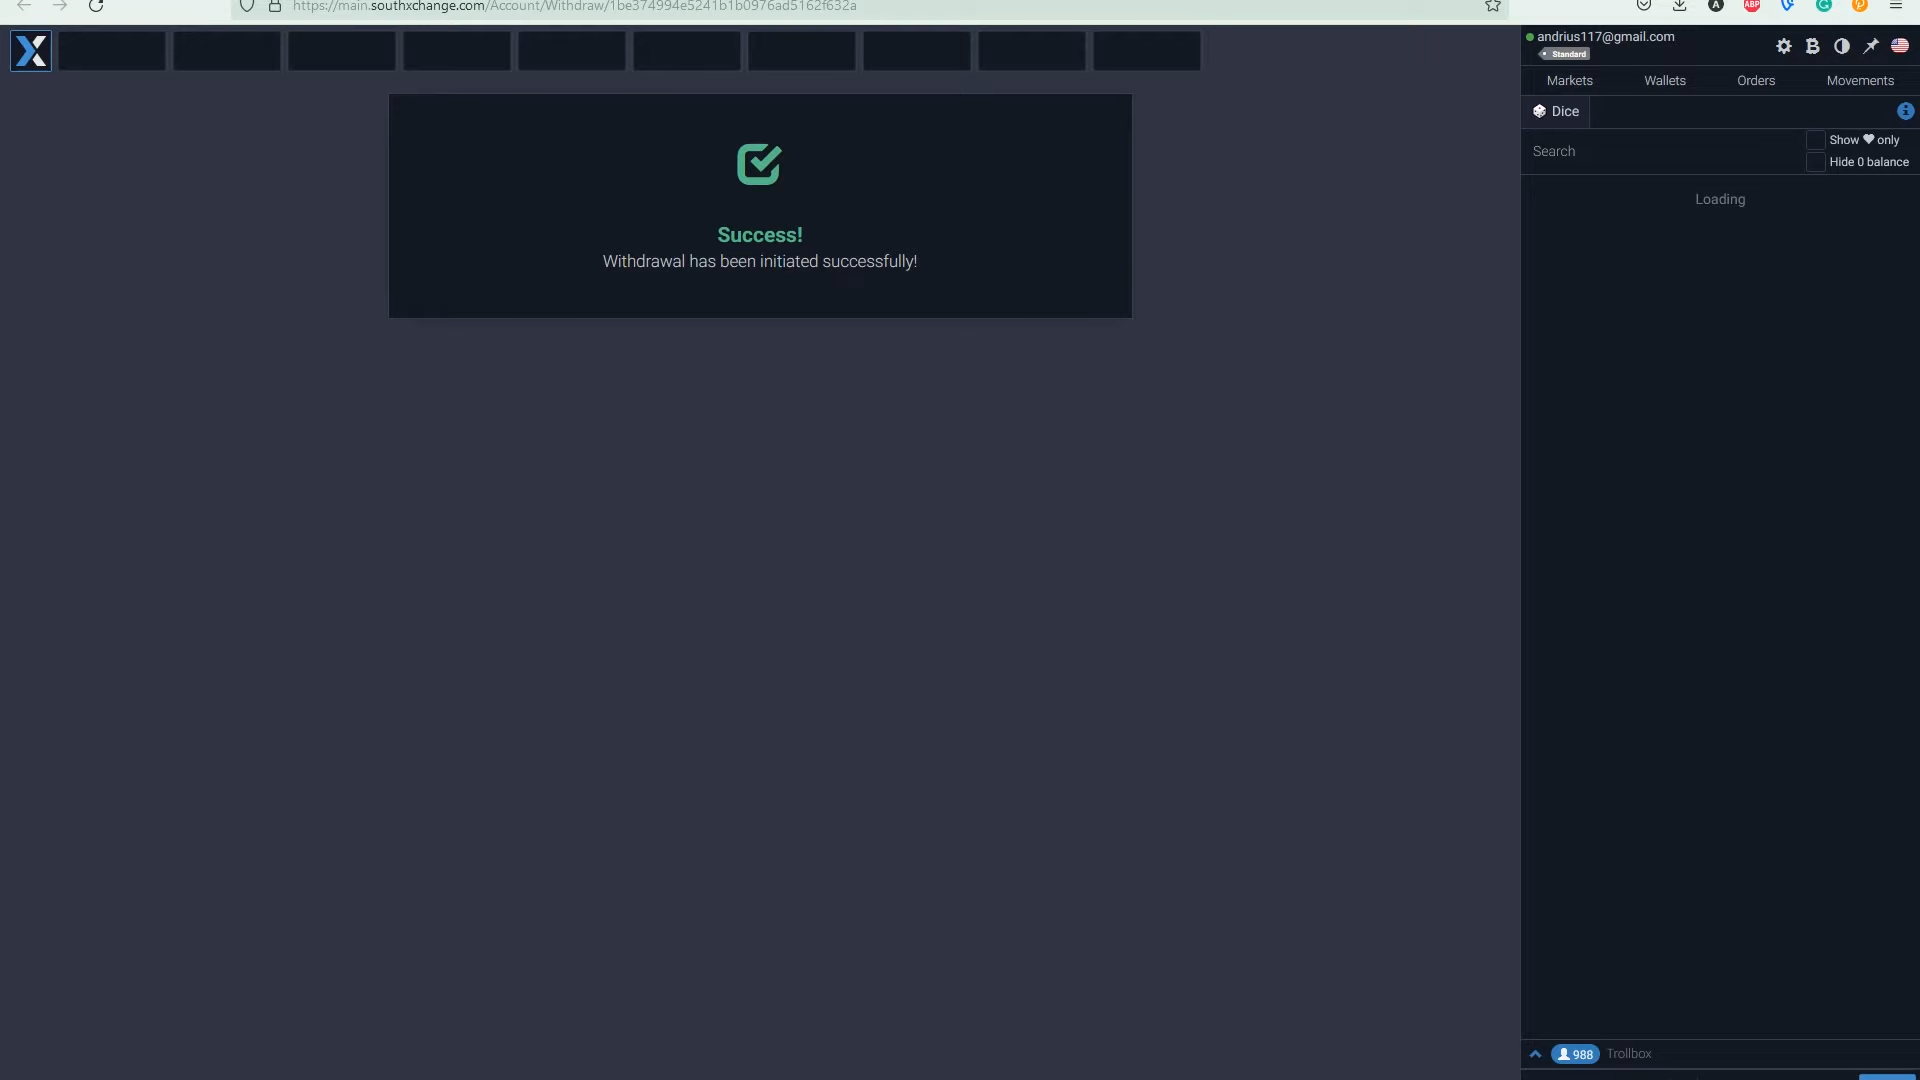 https://main.southxchange.com/Account/Withdraw/1be374994e5241b1b0976ad5162f632a
A
ABP
andrius117@gmail.com
Standard
Markets
Wallets
Orders
Movements
Dice
Search
Show ♥ only
Hide 0 balance
Loading
Success!
Withdrawal has been initiated successfully!
988
Trollbox